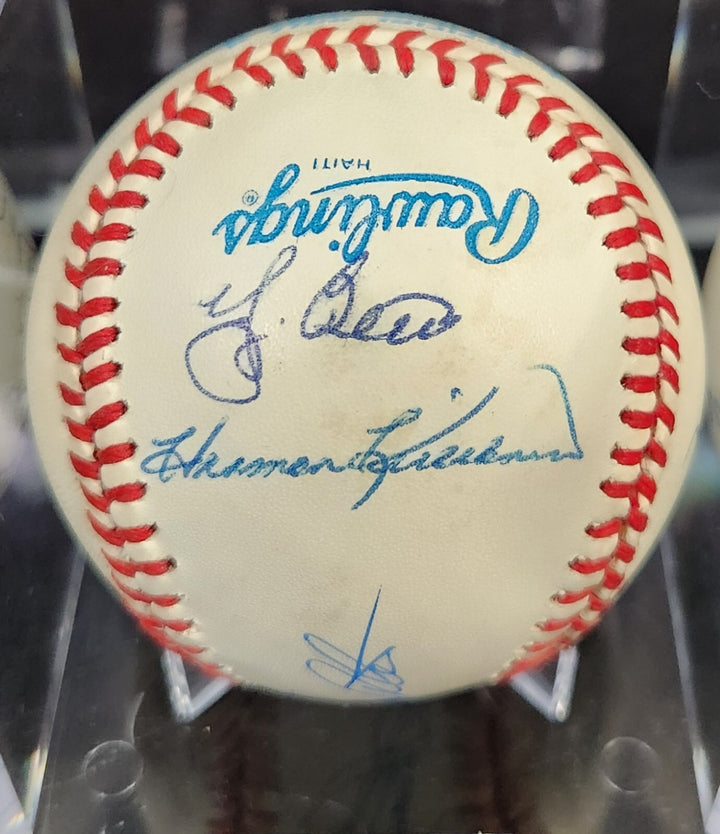 Rawlings®
HAITI
Y. Berra
Harmon Killebrew